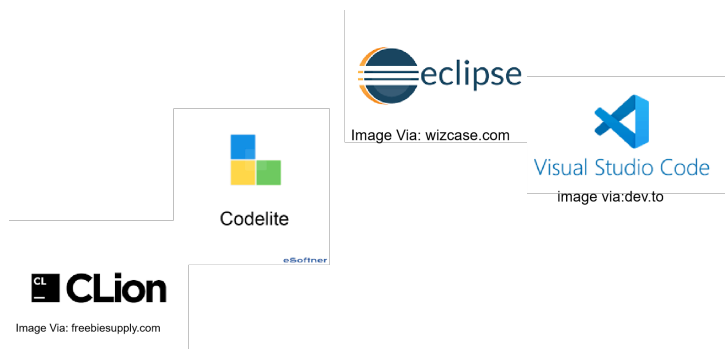 eclipse
Image Via: wizcase.com
Visual Studio Code
image via:dev.to
Codelite
eSoftner
CL
CLion
Image Via: freebiesupply.com